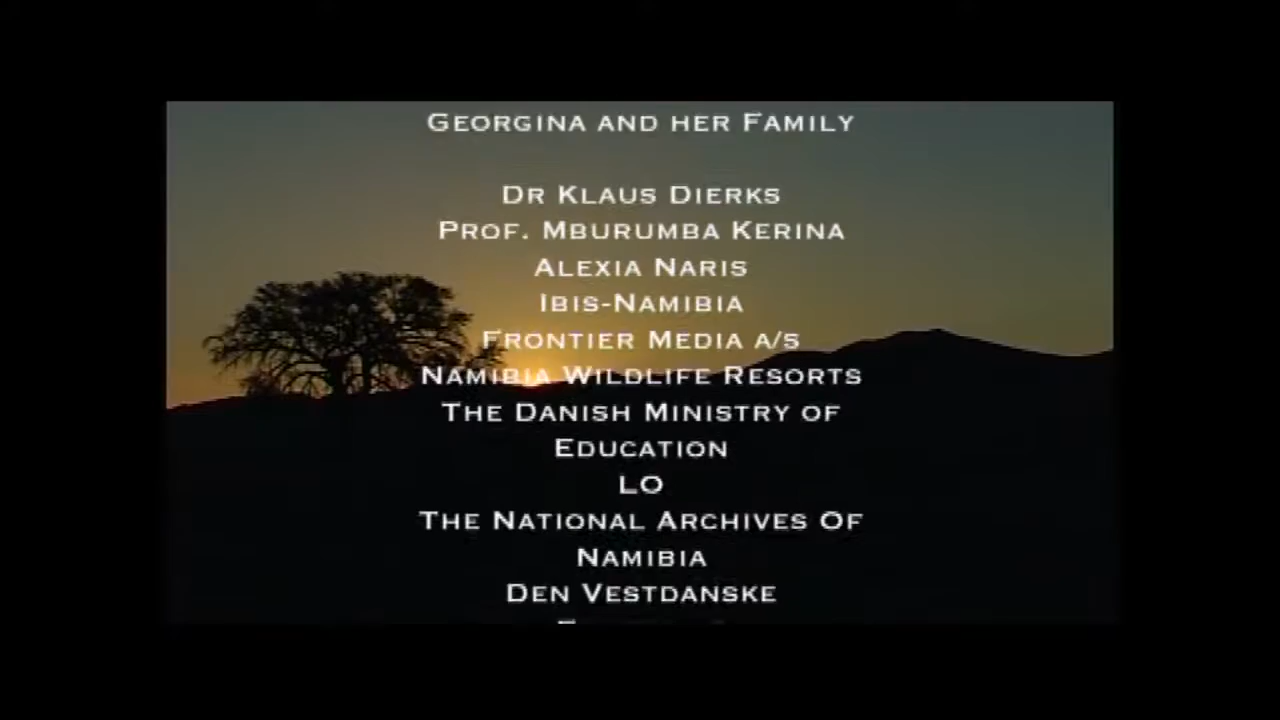 GEORGINA AND HER FAMILY
DR KLAUS DIERKS
PROF. MBURUMBA KERINA
ALEXIA NARIS
IBIS-NAMIBIA
FRONTIER MEDIA A/S
NAMIBIA WILDLIFE RESORTS
THE DANISH MINISTRY OF
EDUCATION
LO
THE NATIONAL ARCHIVES OF
NAMIBIA
DEN VESTDANSKE